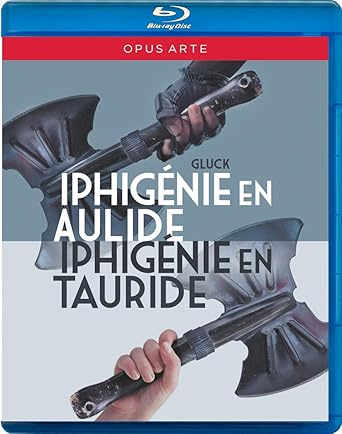 Blu-ray Disc
OPUS ARTE
GLUCK
IPHIGÉNIE EN
AULIDE
IPHIGÉNIE EN
TAURIDE